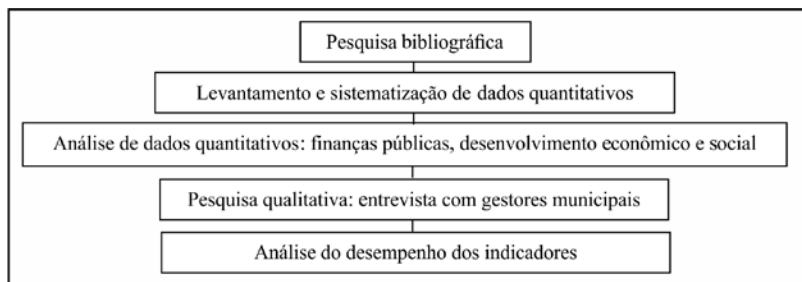 Pesquisa bibliográfica
Levantamento e sistematização de dados quantitativos
Análise de dados quantitativos: finanças públicas, desenvolvimento econômico e social
Pesquisa qualitativa: entrevista com gestores municipais
Análise do desempenho dos indicadores